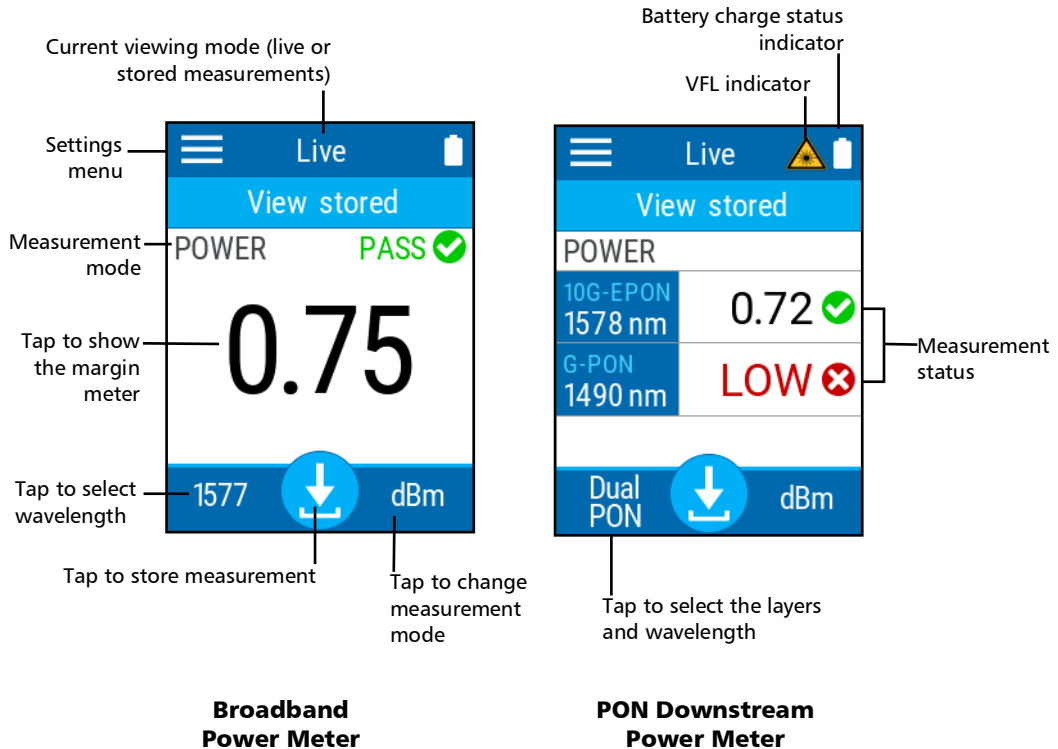 Current viewing mode (live or
stored measurements)
Battery charge status
indicator
VFL indicator
Settings
menu
Live
View stored
Measurement
mode
POWER
PASS
Tap to show
the margin
meter
0.75
Tap to select
wavelength
1577
dBm
Tap to store measurement
Tap to change
measurement
mode
Live
View stored
POWER
10G-EPON
1578 nm
0.72
G-PON
1490 nm
LOW
Measurement
status
Dual
PON
dBm
Tap to select the layers
and wavelength
Broadband
Power Meter
PON Downstream
Power Meter